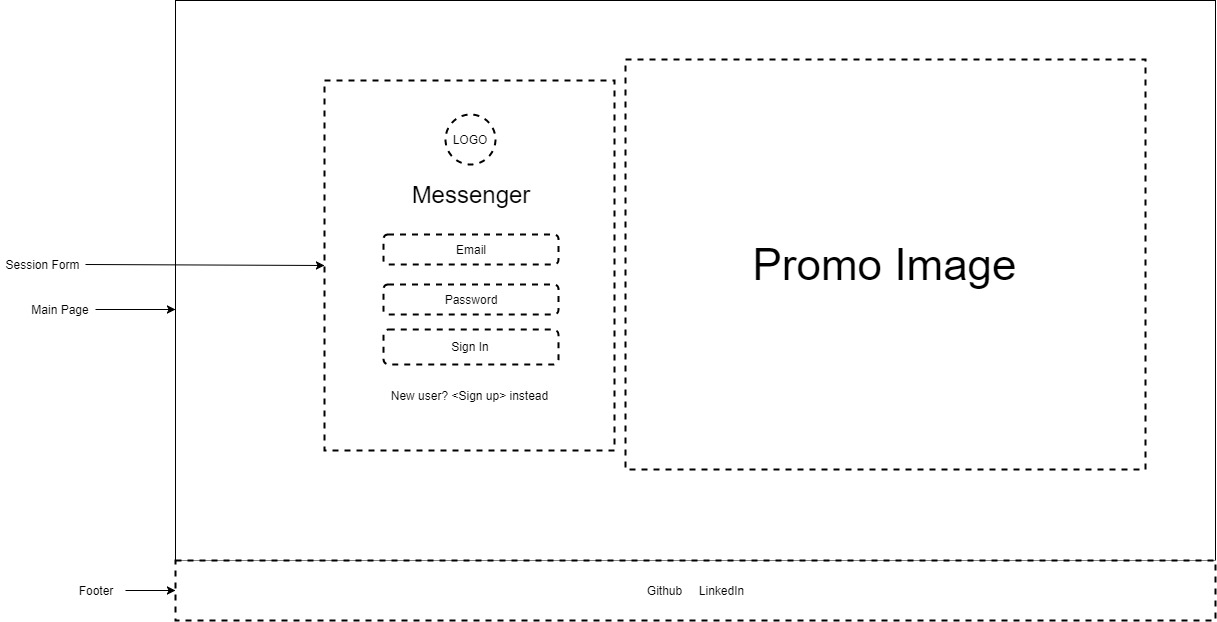 LOGO
Messenger
Email
Password
Sign In
New user? <Sign up> instead
Promo Image
Session Form
Main Page
Footer
Github LinkedIn